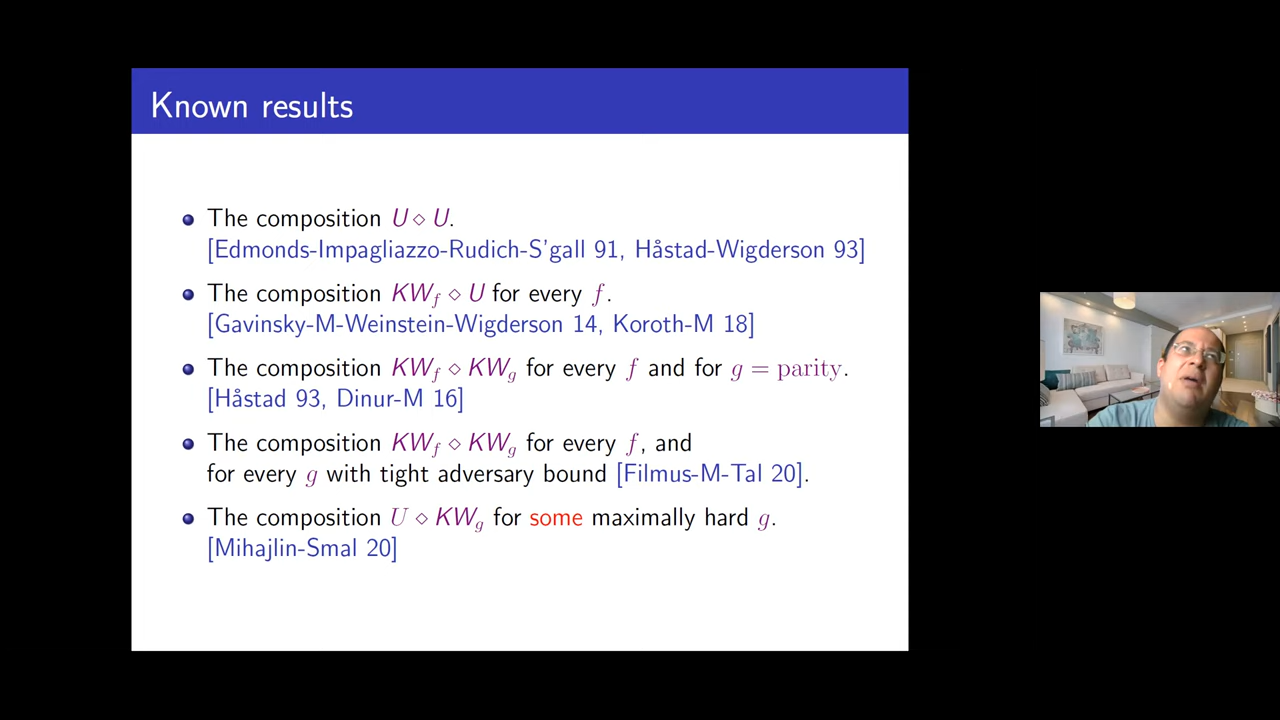 Known results
The composition U ⋄ U.
[Edmonds-Impagliazzo-Rudich-S'gall 91, Håstad-Wigderson 93]
The composition KW_f ⋄ U for every f.
[Gavinsky-M-Weinstein-Wigderson 14, Koroth-M 18]
The composition KW_f ⋄ KW_g for every f and for g = parity.
[Håstad 93, Dinur-M 16]
The composition KW_f ⋄ KW_g for every f, and
for every g with tight adversary bound [Filmus-M-Tal 20].
The composition U ⋄ KW_g for some maximally hard g.
[Mihajlin-Smal 20]